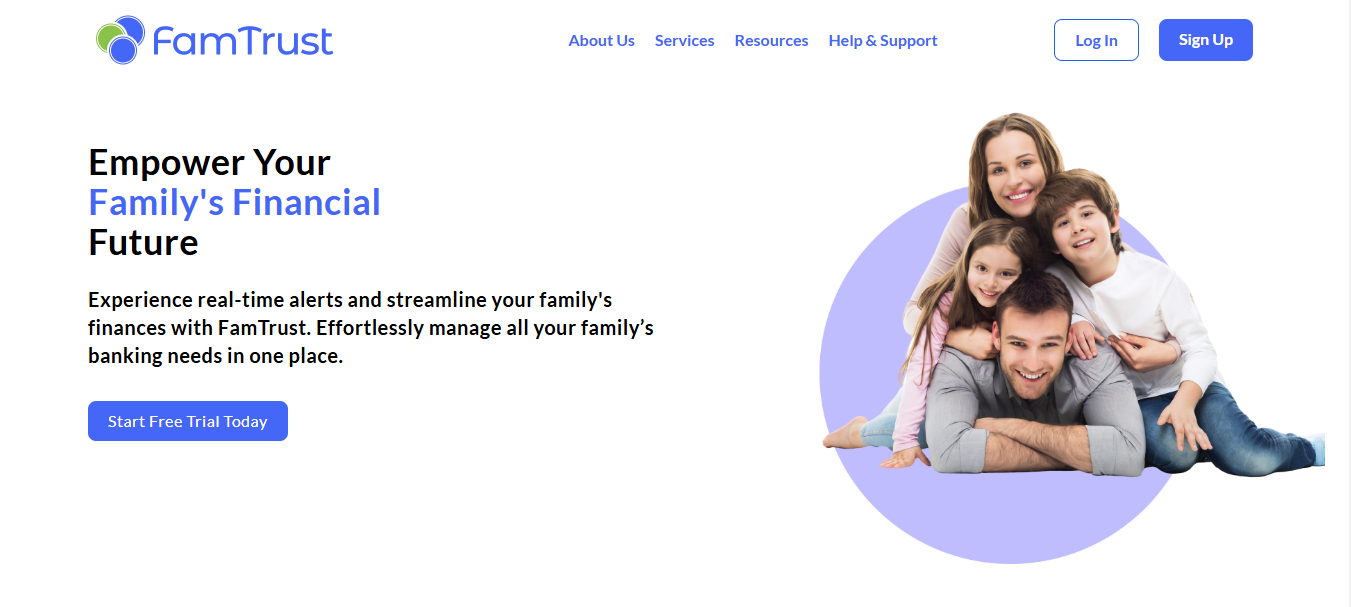 FamTrust
About Us Services Resources Help & Support
Log In
Sign Up
Empower Your
Family's Financial
Future
Experience real-time alerts and streamline your family's
finances with FamTrust. Effortlessly manage all your family’s
banking needs in one place.
Start Free Trial Today